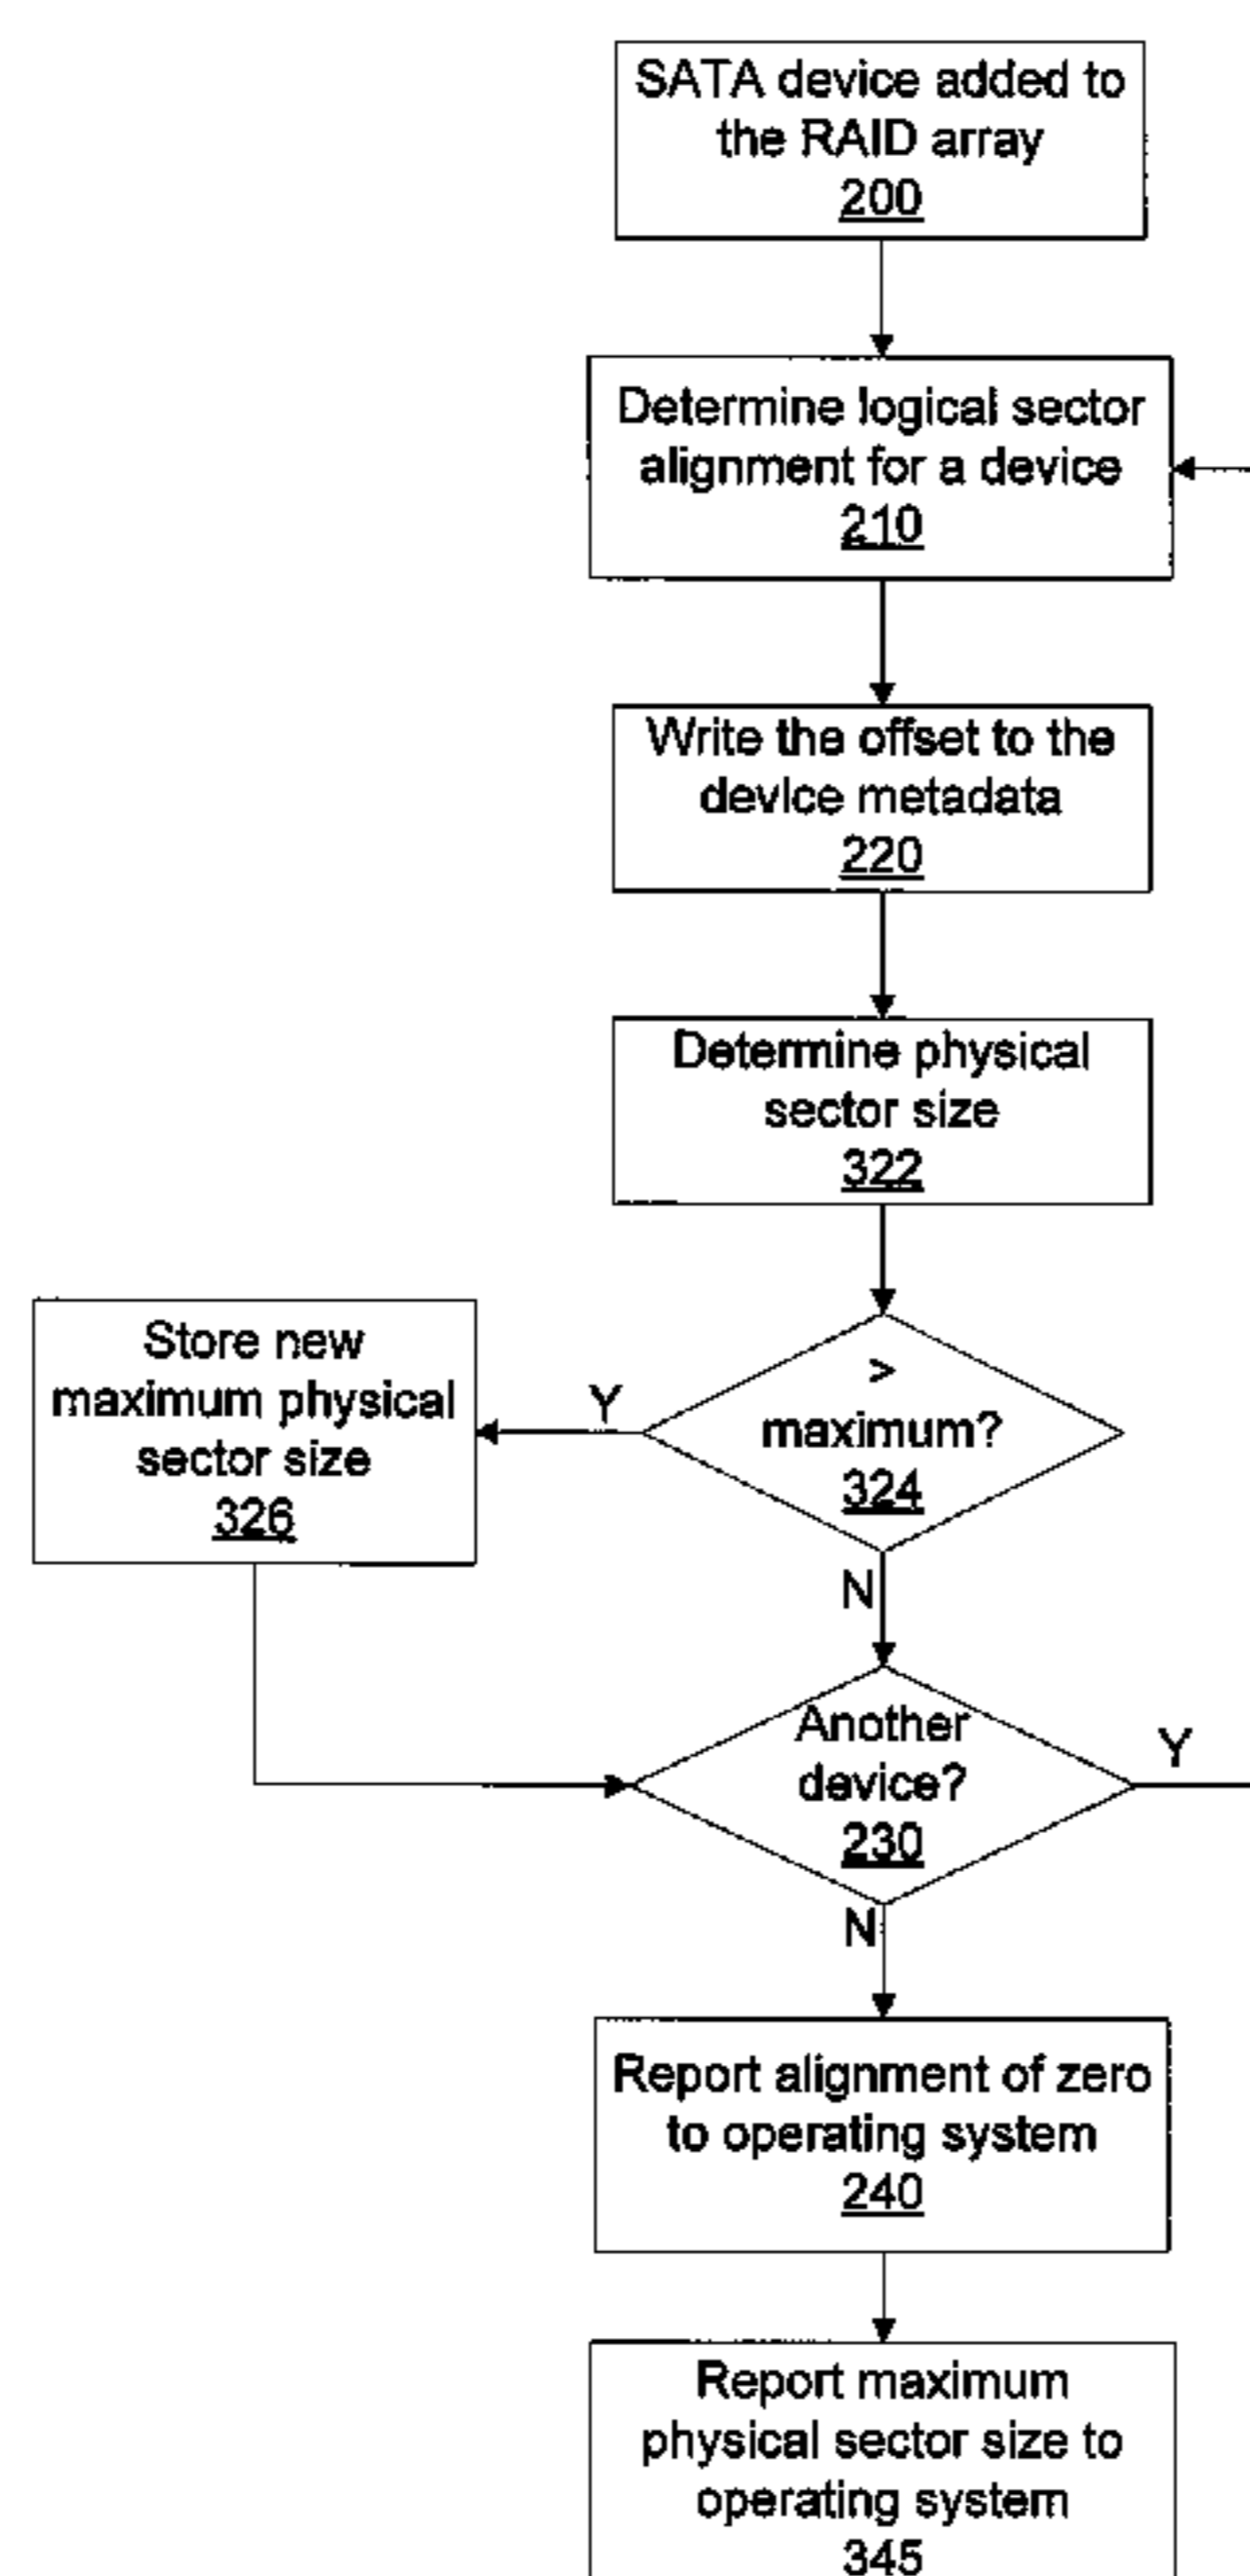 SATA device added to
the RAID array
200
Determine logical sector
alignment for a device
210
Write the offset to the
device metadata
220
Determine physical
sector size
322
>
maximum?
324
Y
Store new
maximum physical
sector size
326
N
Another
device?
230
Y
N
Report alignment of zero
to operating system
240
Report maximum
physical sector size to
operating system
345